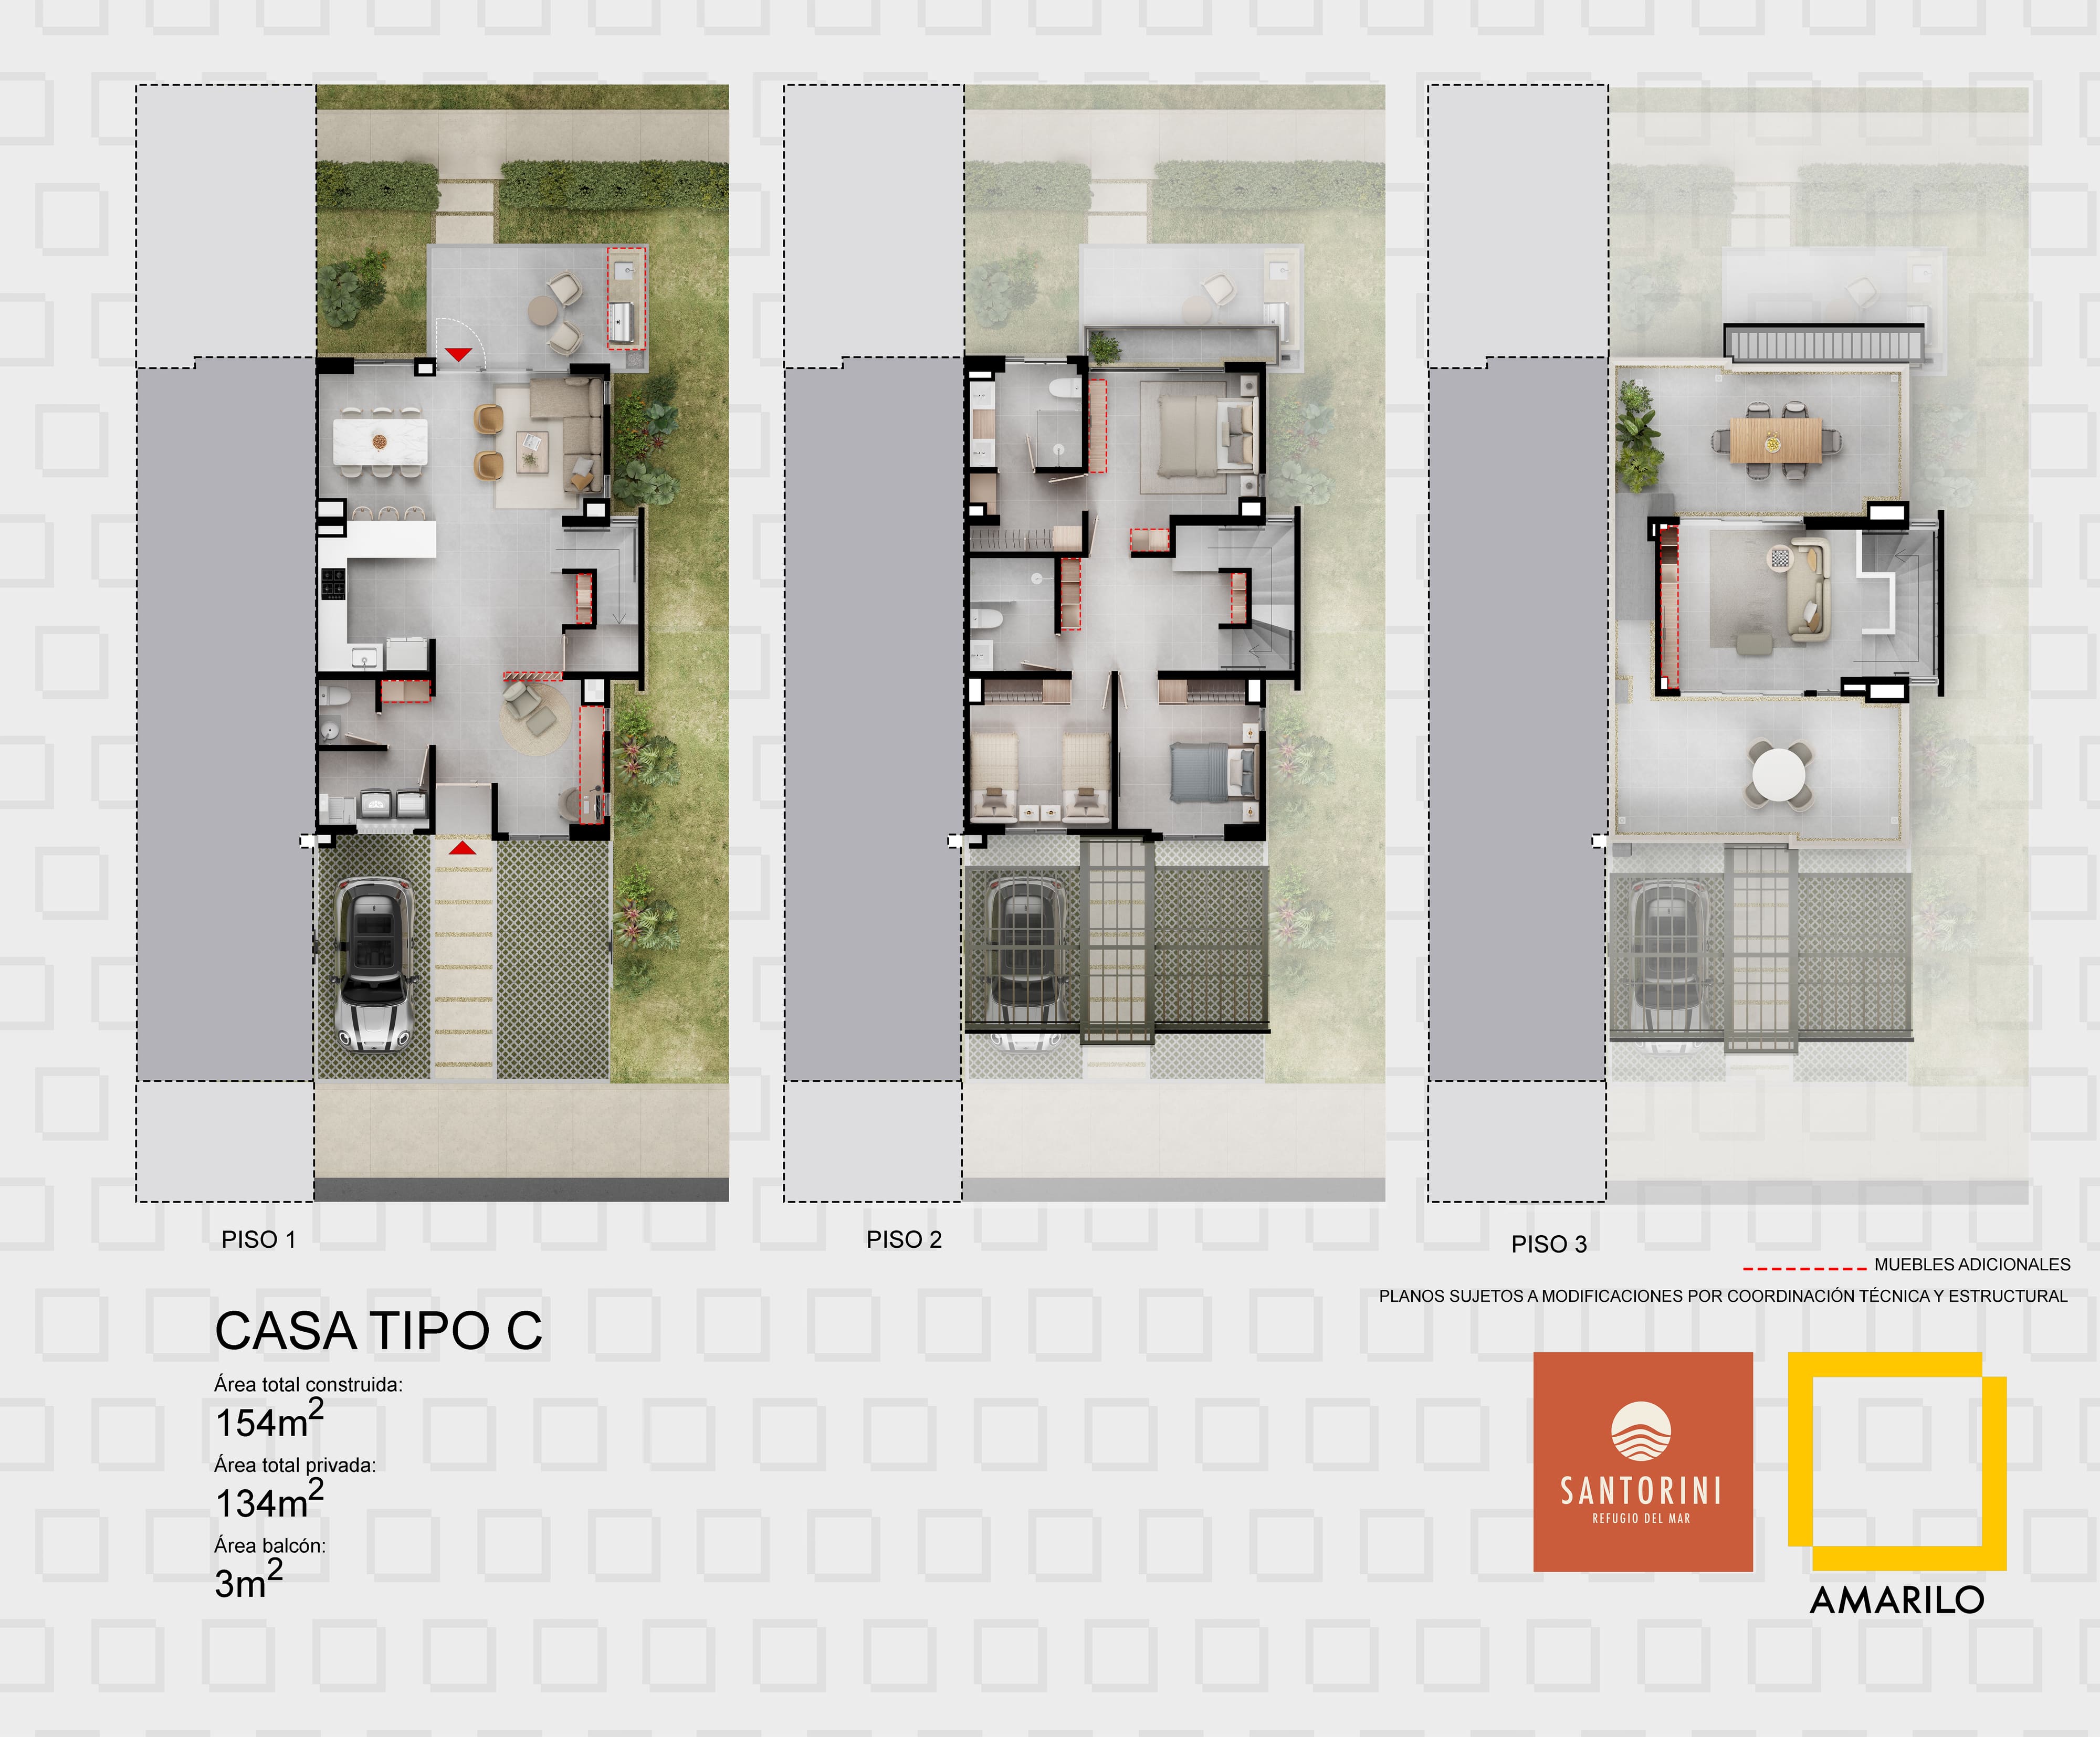 PISO 1
PISO 2
PISO 3
MUEBLES ADICIONALES
PLANOS SUJETOS A MODIFICACIONES POR COORDINACIÓN TÉCNICA Y ESTRUCTURAL
CASA TIPO C
Área total construida:
154m²
Área total privada:
134m²
Área balcón:
3m²
SANTORINI
REFUGIO DEL MAR
AMARILO